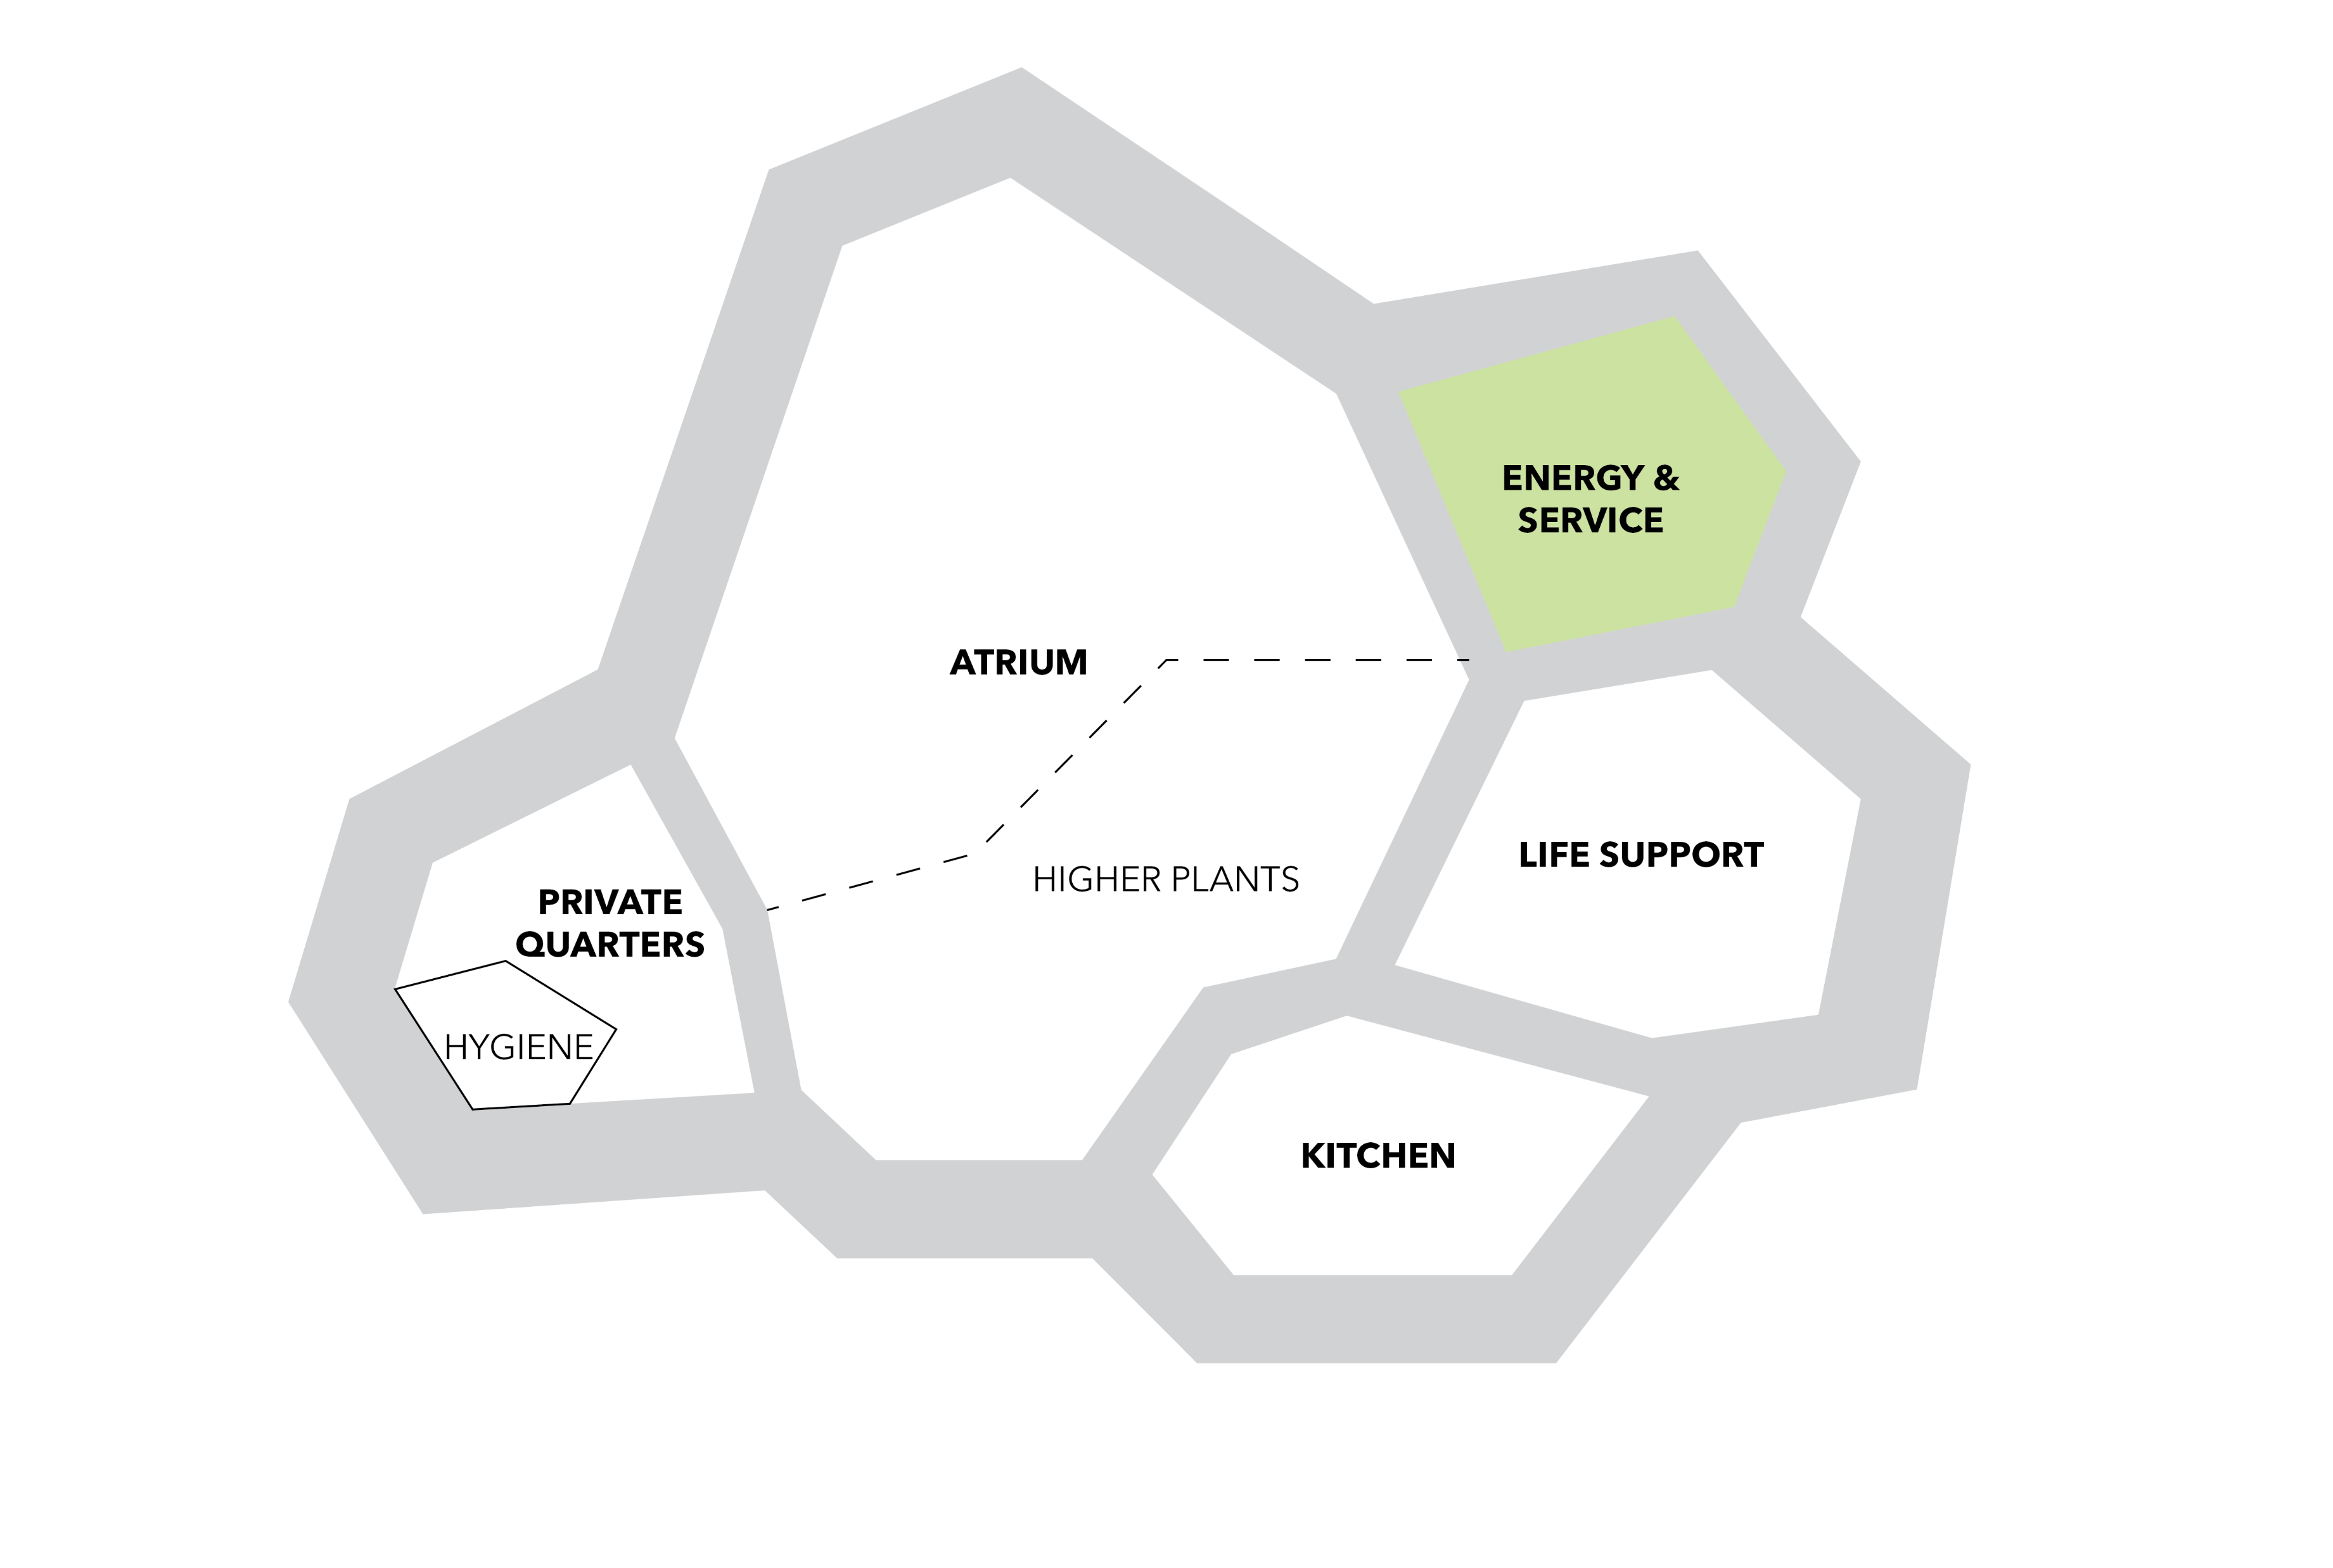 ENERGY &
SERVICE
ATRIUM
LIFE SUPPORT
HIGHER PLANTS
PRIVATE
QUARTERS
HYGIENE
KITCHEN